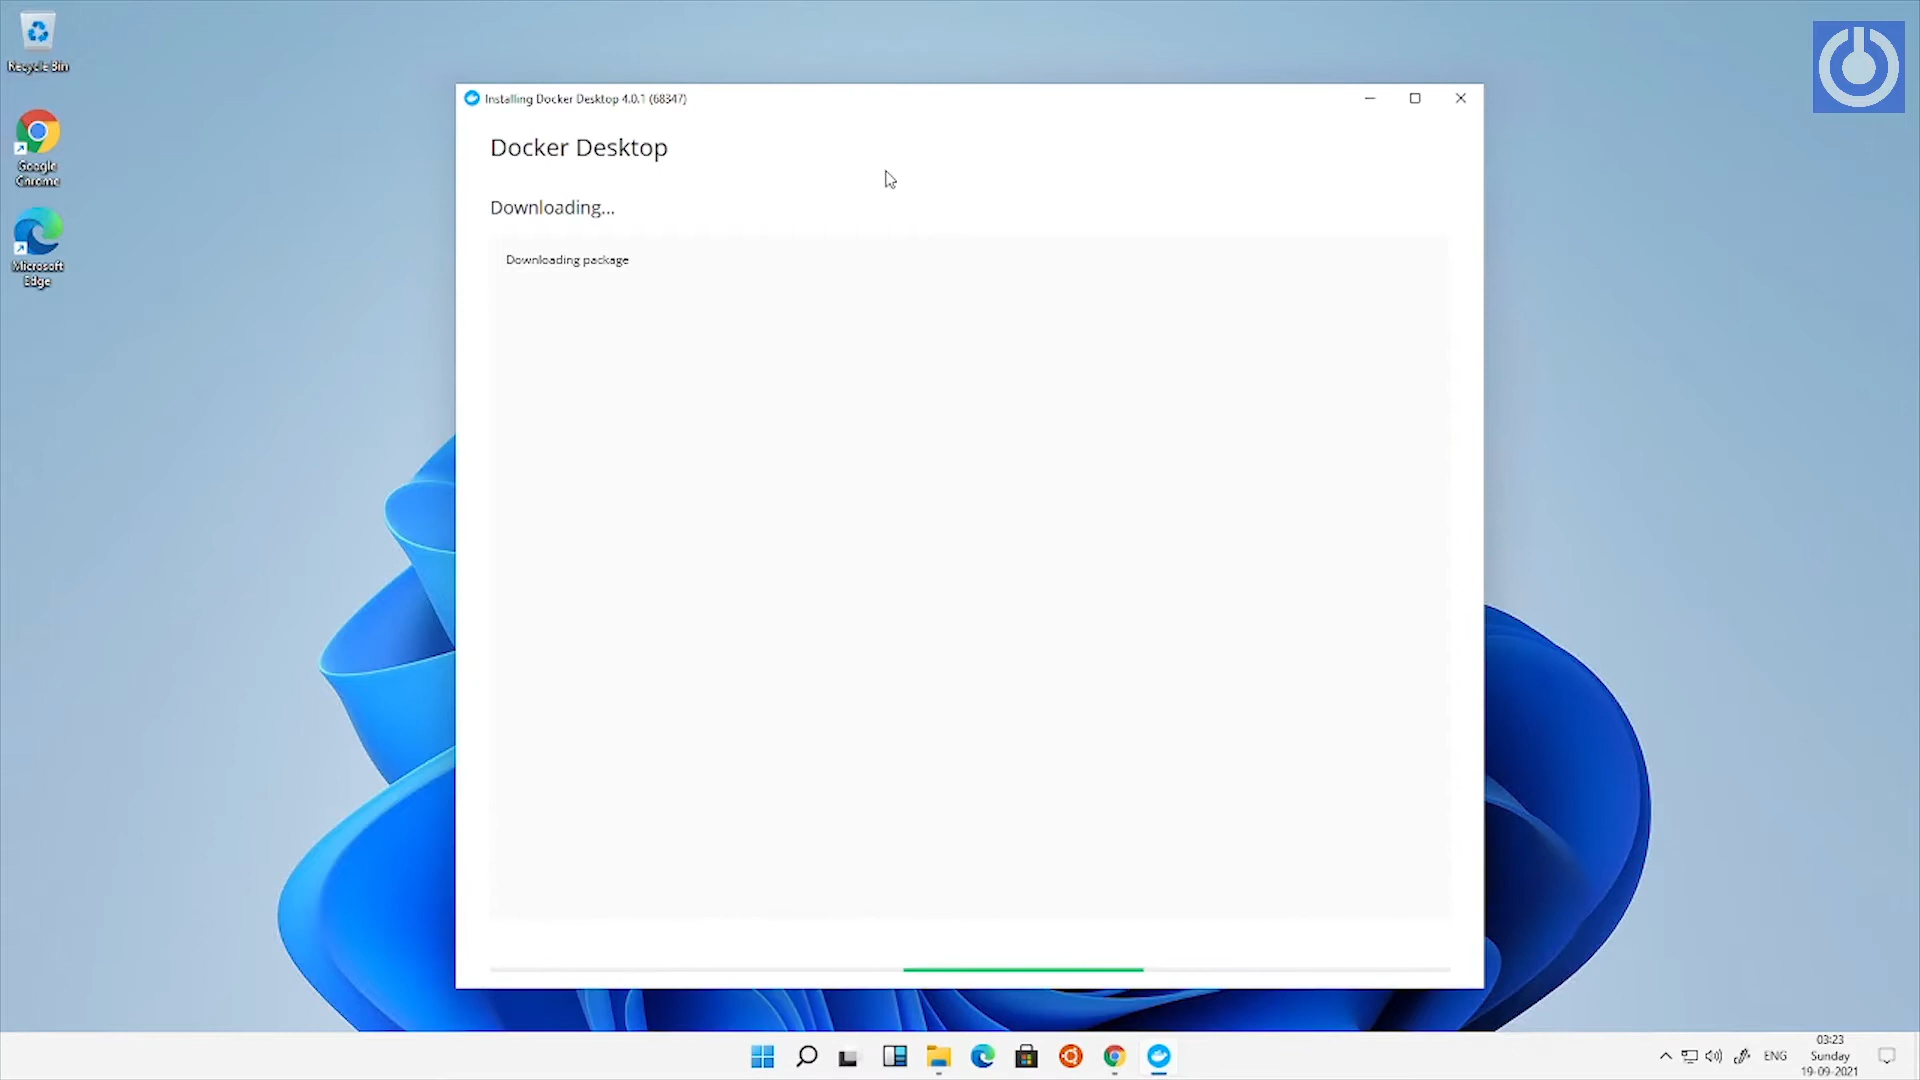 Recycle Bin
Google
Chrome
Microsoft
Edge
Installing Docker Desktop 4.0.1 (68347)
Docker Desktop
Downloading...
Downloading package
ENG
03:23
Sunday
19-09-2021